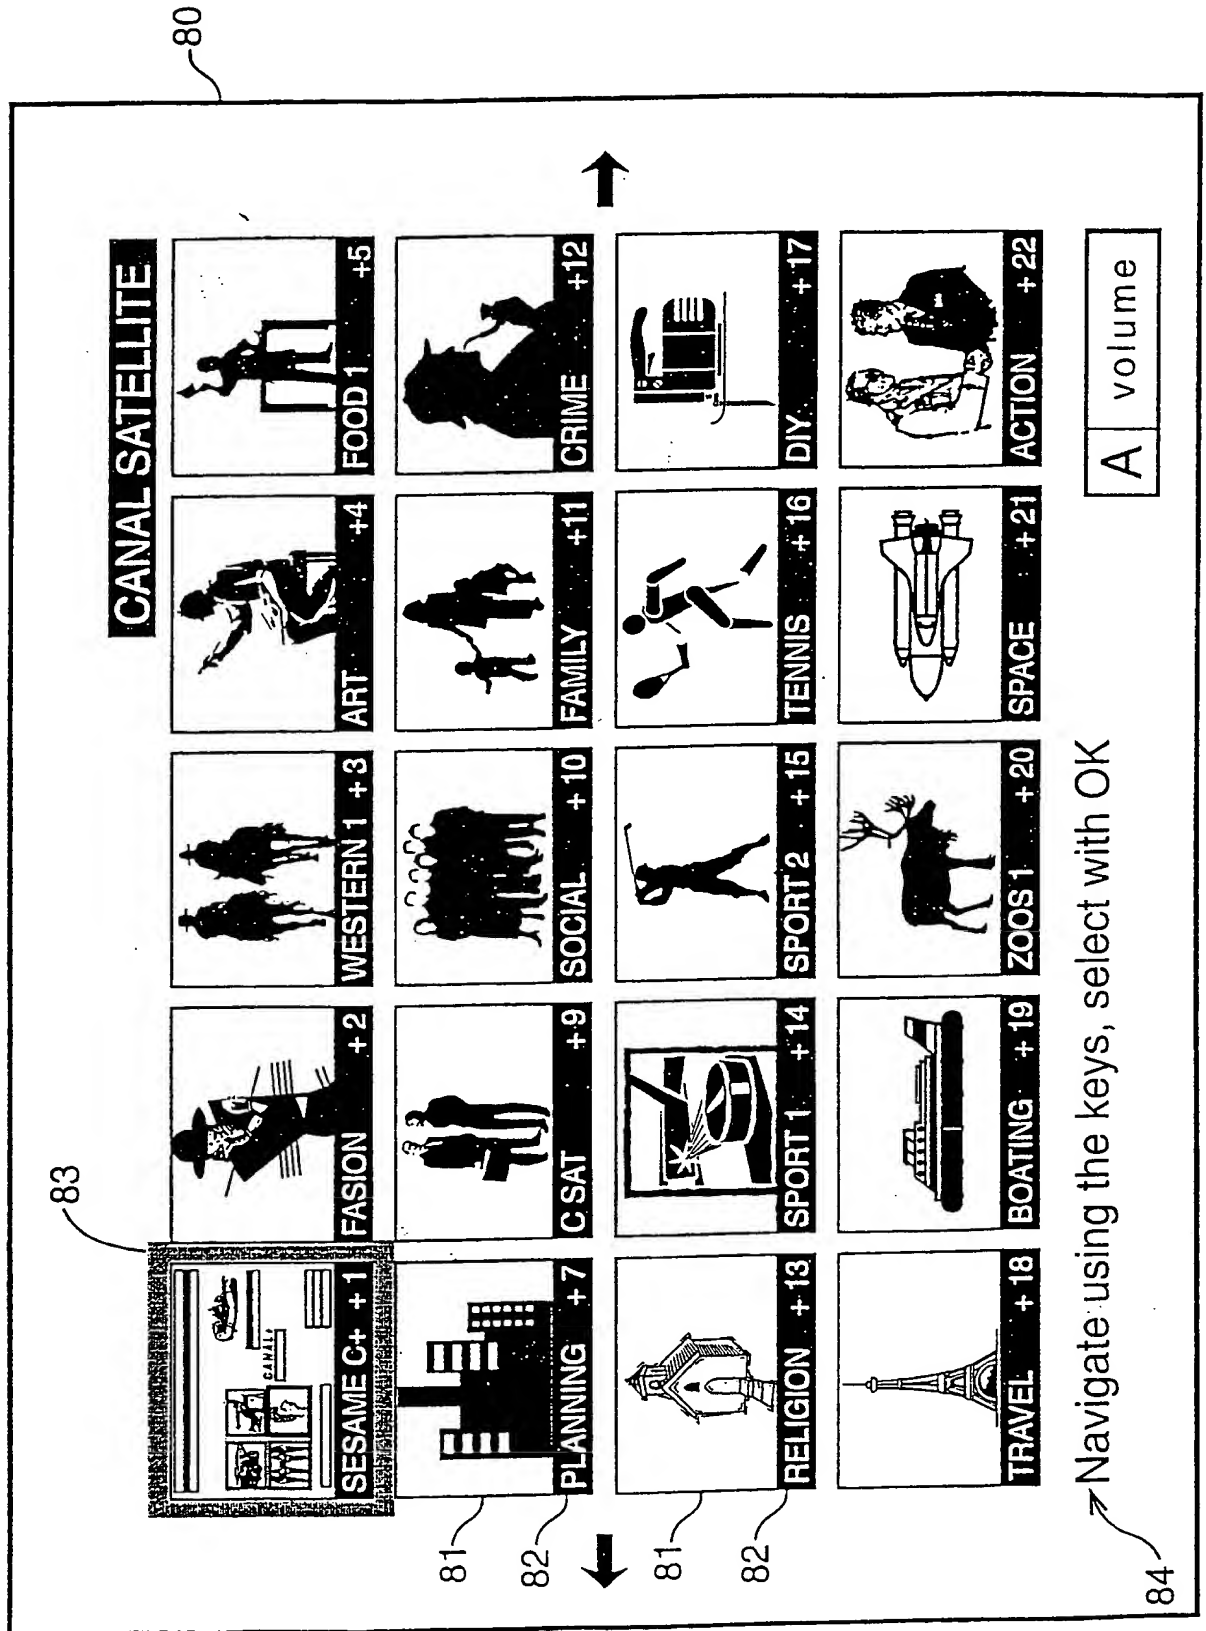 80
CANAL SATELLITE
83
SESAME C+ +1
FASION +2
WESTERN 1 +3
ART +4
FOOD 1 +5
CANAL+
81
82
PLANNING +7
C SAT +9
SOCIAL +10
FAMILY +11
CRIME +12
81
82
RELIGION +13
SPORT 1 +14
SPORT 2 +15
TENNIS +16
DIY +17
TRAVEL +18
BOATING +19
ZOOS 1 +20
SPACE +21
ACTION +22
84
Navigate using the keys, select with OK
A volume